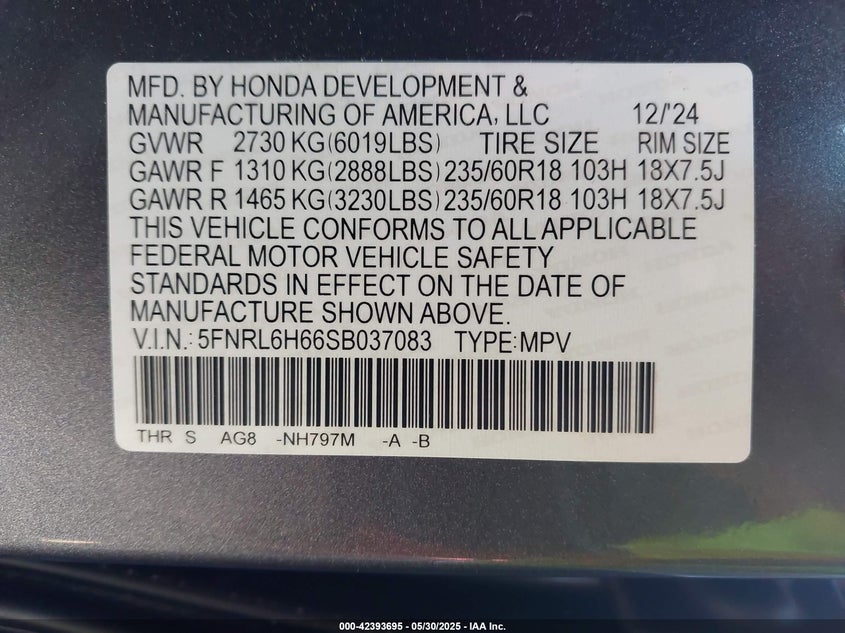 MFD. BY HONDA DEVELOPMENT &
MANUFACTURING OF AMERICA, LLC 12/'24
GVWR 2730 KG(6019LBS) TIRE SIZE RIM SIZE
GAWR F 1310 KG(2888LBS) 235/60R18 103H 18X7.5J
GAWR R 1465 KG(3230LBS) 235/60R18 103H 18X7.5J
THIS VEHICLE CONFORMS TO ALL APPLICABLE
FEDERAL MOTOR VEHICLE SAFETY
STANDARDS IN EFFECT ON THE DATE OF
MANUFACTURE SHOWN ABOVE.
V.I.N.: 5FNRL6H66SB037083 TYPE:MPV
THR S AG8 -NH797M -A -B
000-42393695 - 05/30/2025 - IAA Inc.